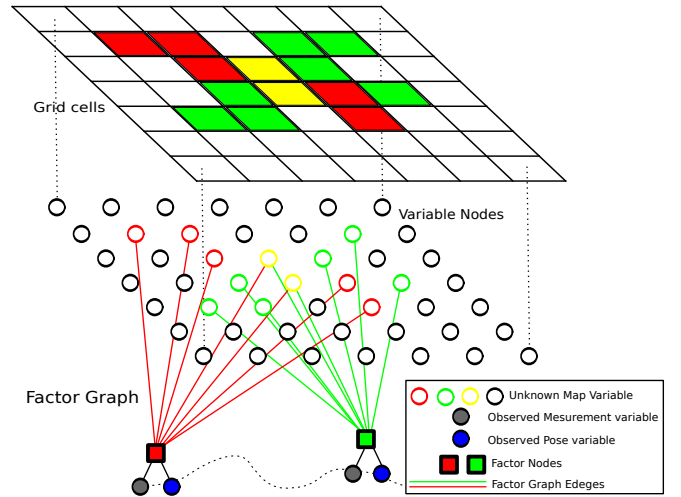 Grid cells
Variable Nodes
Factor Graph
Unknown Map Variable
Observed Mesurement variable
Observed Pose variable
Factor Nodes
Factor Graph Edeges